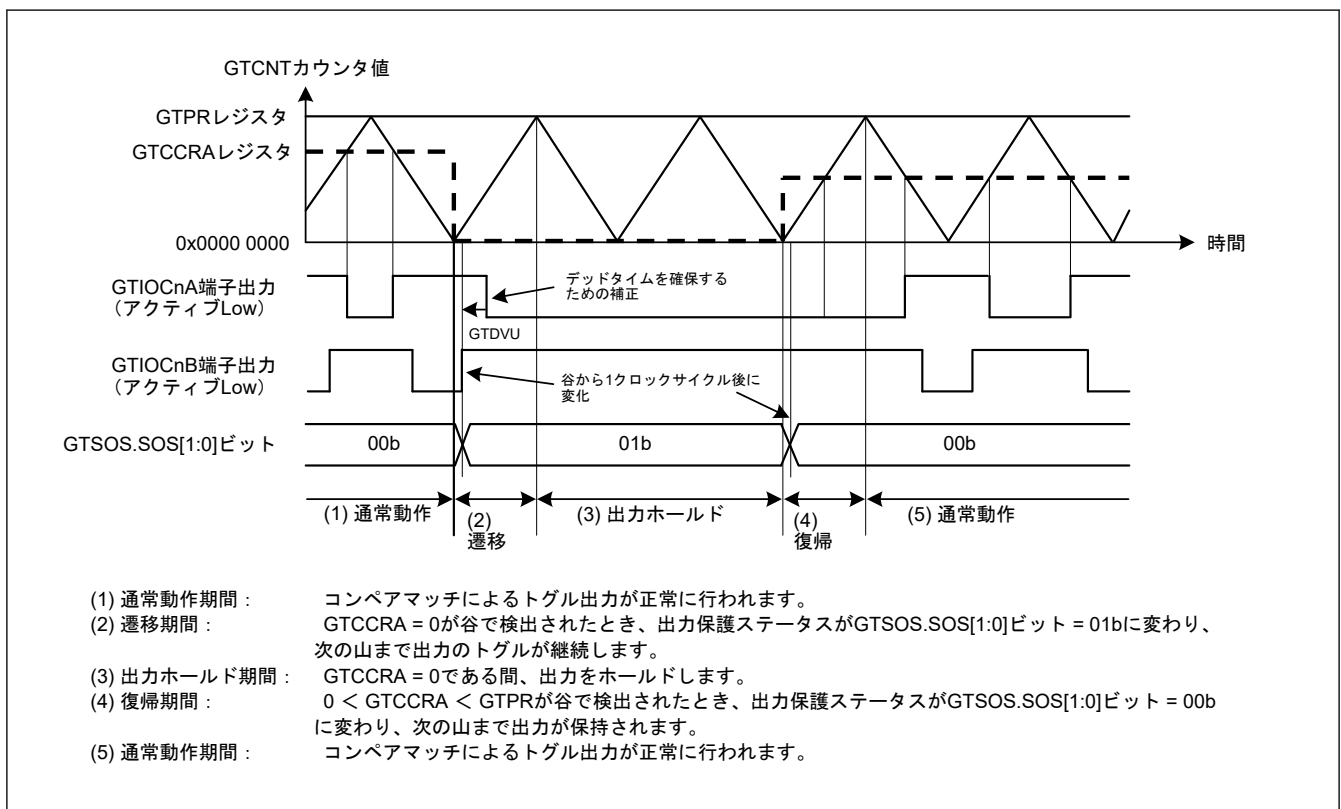 GTCNTカウンタ値
GTPRレジスタ
GTCCRAレジスタ
0x0000 0000
時間
GTIOCnA端子出力
（アクティブLow）
デッドタイムを確保する
ための補正
GTDVU
GTIOCnB端子出力
（アクティブLow）
谷から1クロックサイクル後に
変化
GTSOS.SOS[1:0]ビット
00b
01b
00b
(1) 通常動作
(2)
遷移
(3) 出力ホールド
(4)
復帰
(5) 通常動作
(1) 通常動作期間： コンペアマッチによるトグル出力が正常に行われます。
(2) 遷移期間： GTCCRA = 0が谷で検出されたとき、出力保護ステータスがGTSOS.SOS[1:0]ビット = 01bに変わり、
次の山まで出力のトグルが継続します。
(3) 出力ホールド期間： GTCCRA = 0である間、出力をホールドします。
(4) 復帰期間： 0 ＜ GTCCRA ＜ GTPRが谷で検出されたとき、出力保護ステータスがGTSOS.SOS[1:0]ビット = 00b
に変わり、次の山まで出力が保持されます。
(5) 通常動作期間： コンペアマッチによるトグル出力が正常に行われます。